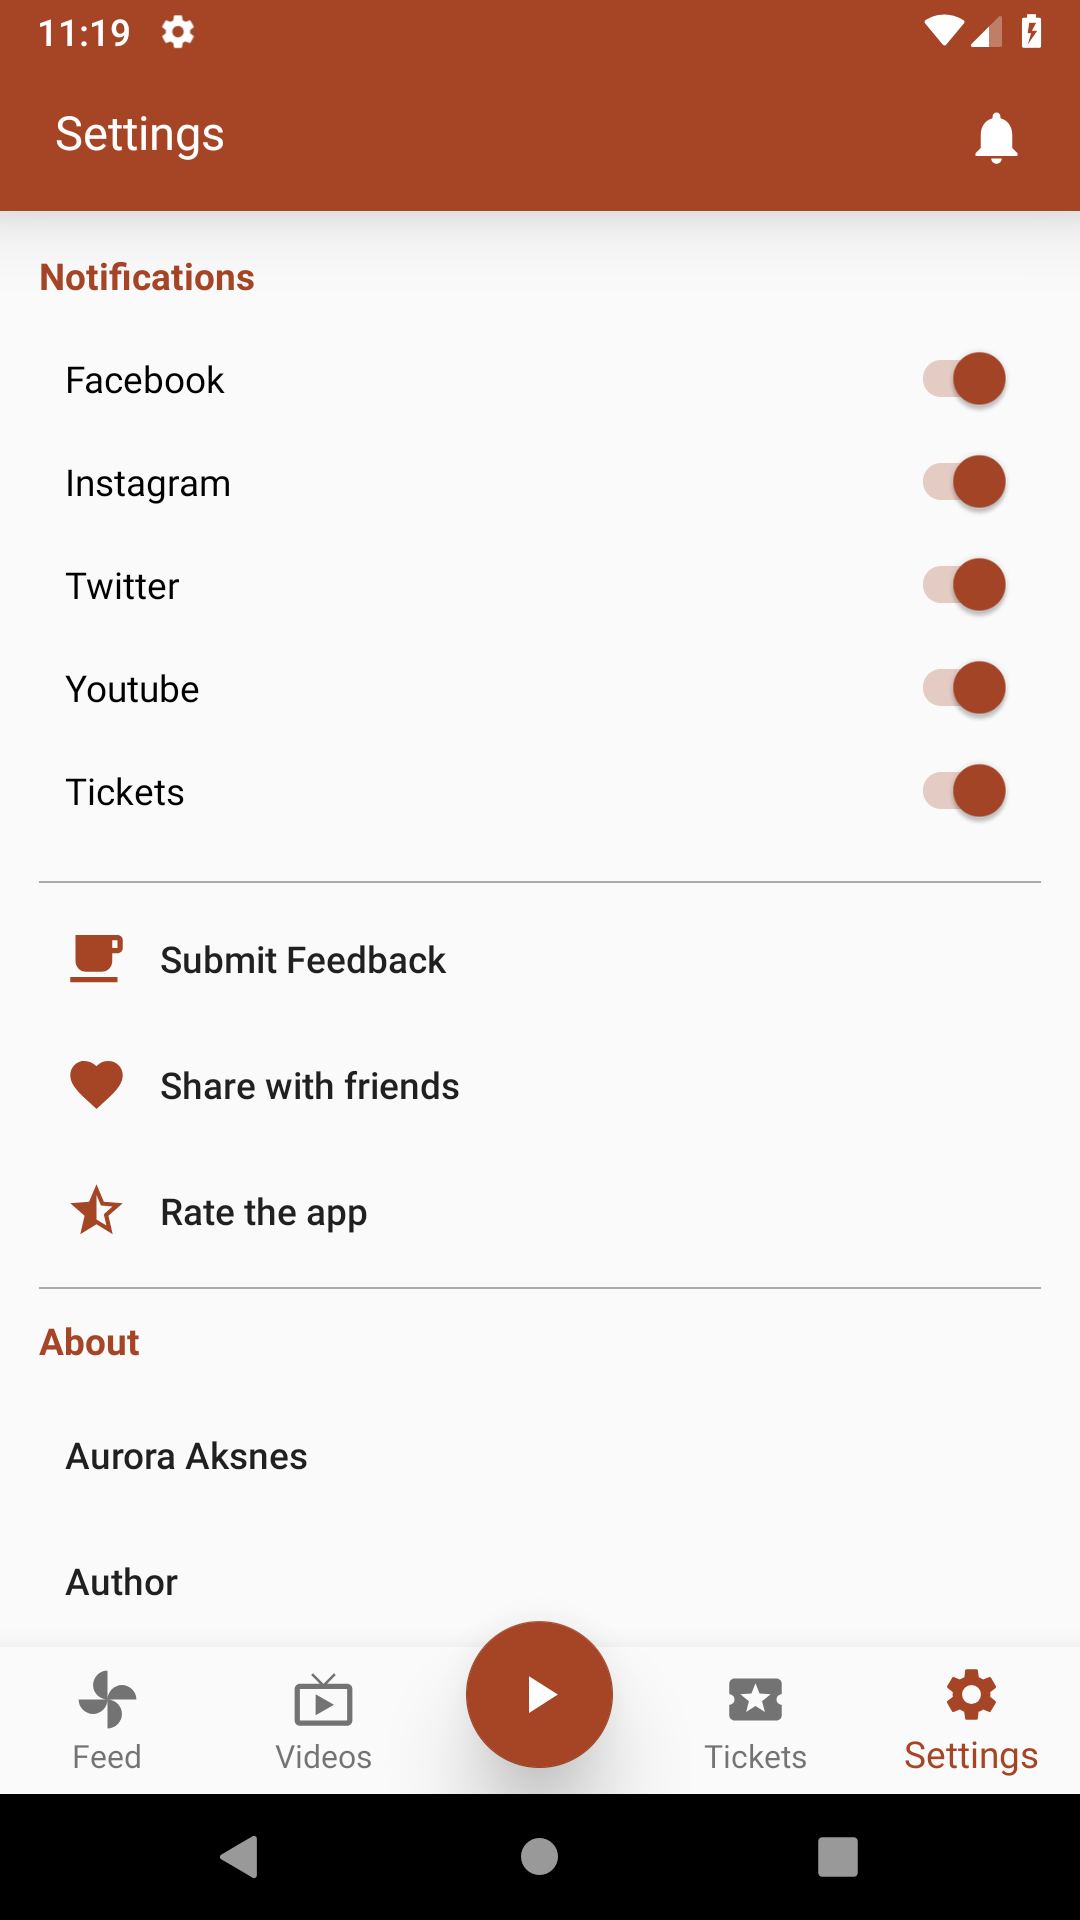 11:19
Settings
Notifications
Facebook
Instagram
Twitter
Youtube
Tickets
Submit Feedback
Share with friends
Rate the app
About
Aurora Aksnes
Author
Feed
Videos
Tickets
Settings